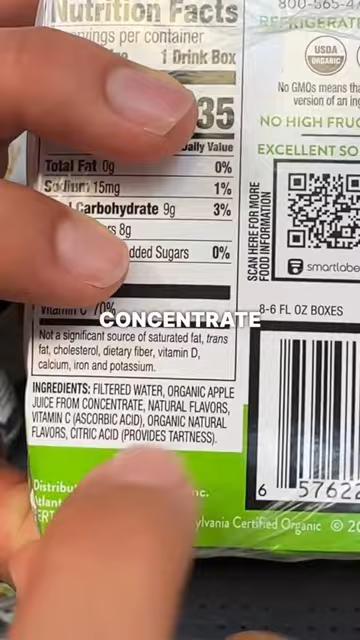 Nutrition Facts
servings per container
1 Drink Box
35
Daily Value
Total Fat 0g 0%
Sodium 15mg 1%
Carbohydrate 9g 3%
8g
Added Sugars 0%
Vitamin C 70%
Not a significant source of saturated fat, trans
fat, cholesterol, dietary fiber, vitamin D,
calcium, iron and potassium.
INGREDIENTS: FILTERED WATER, ORGANIC APPLE
JUICE FROM CONCENTRATE, NATURAL FLAVORS,
VITAMIN C (ASCORBIC ACID), ORGANIC NATURAL
FLAVORS, CITRIC ACID (PROVIDES TARTNESS).
CONCENTRATE
800-565-4
REFRIGERAT
USDA
ORGANIC
No GMOs means tha
version of an ing
NO HIGH FRUC
EXCELLENT SO
SCAN HERE FOR MORE
FOOD INFORMATION
smartlabe
8-6 FL OZ BOXES
6 57622
Distribu
nc.
tlant
ylvania Certified Organic © 20